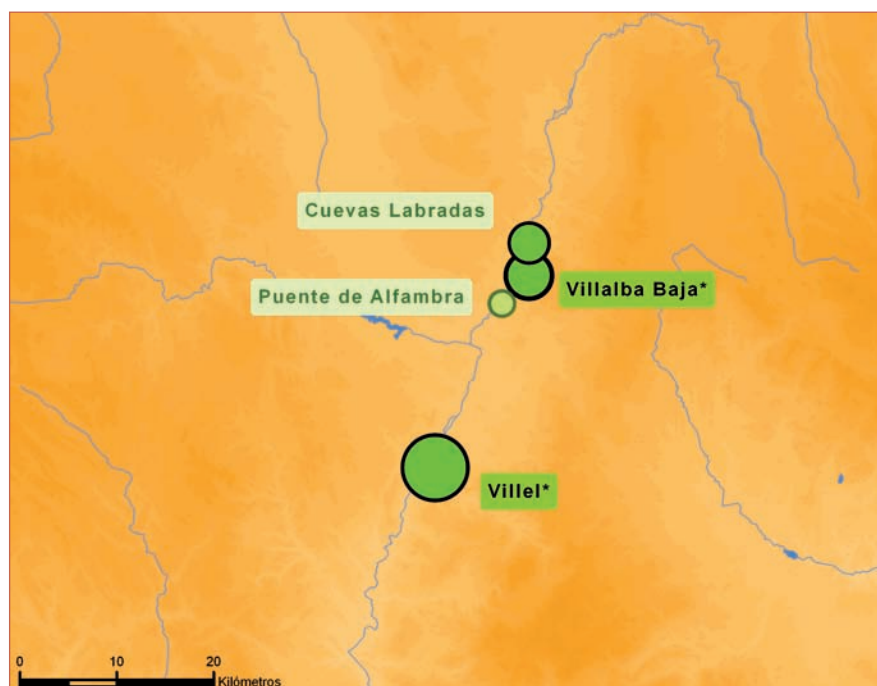 Cuevas Labradas
Villalba Baja*
Puente de Alfambra
Villel*
0 10 20
Kilómetros